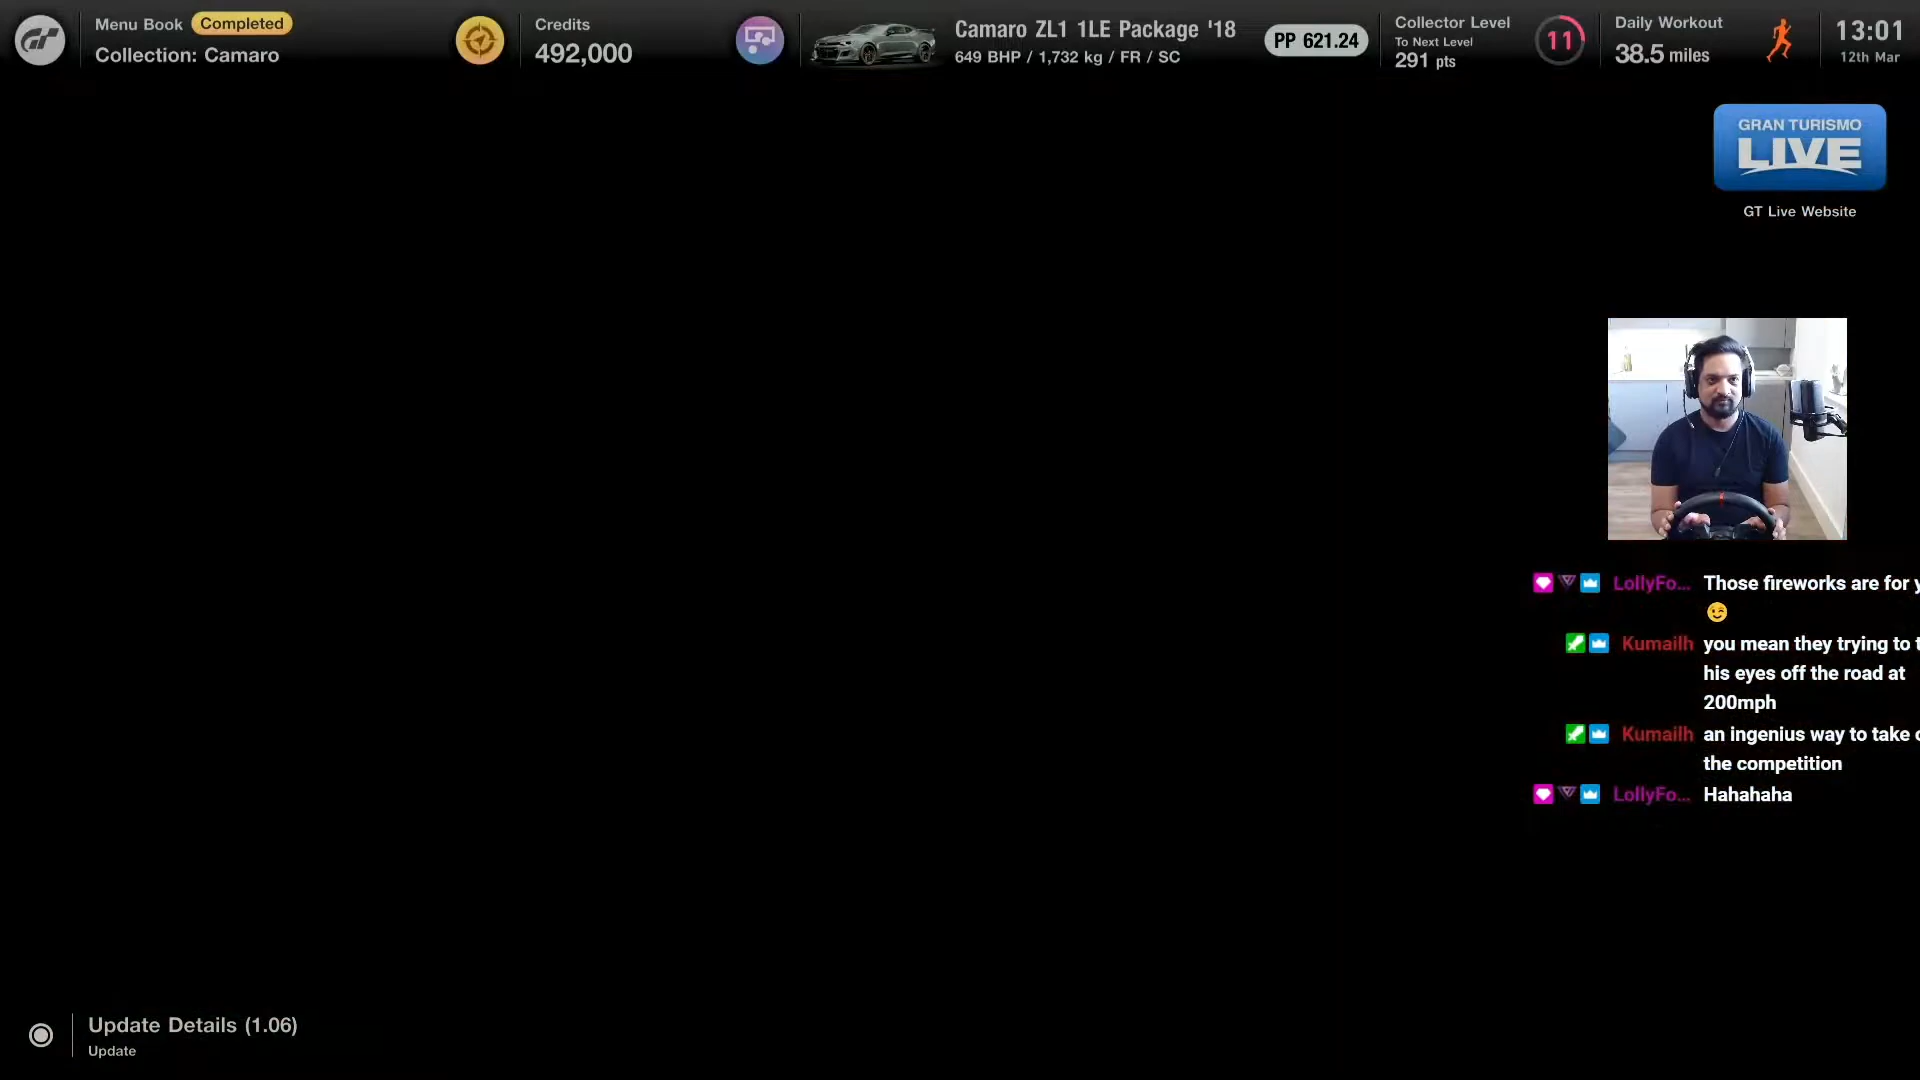 Menu Book Completed
Collection: Camaro
Credits
492,000
Camaro ZL1 1LE Package '18
649 BHP / 1,732 kg / FR / SC
PP 621.24
Collector Level
To Next Level
291 pts
11
Daily Workout
38.5 miles
13:01
12th Mar
GRAN TURISMO
LIVE
GT Live Website
LollyFo... Those fireworks are for y
Kumailh you mean they trying to t
his eyes off the road at
200mph
Kumailh an ingenius way to take o
the competition
LollyFo... Hahahaha
Update Details (1.06)
Update